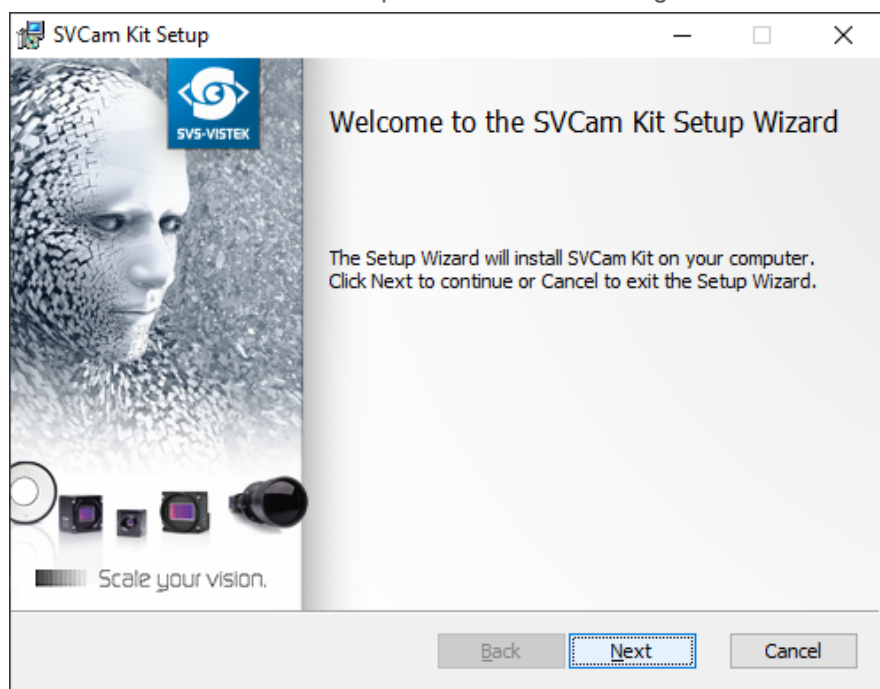 SVCam Kit Setup
SVS-VISTEK
Welcome to the SVCam Kit Setup Wizard
The Setup Wizard will install SVCam Kit on your computer.
Click Next to continue or Cancel to exit the Setup Wizard.
Scale your vision.
Back Next Cancel